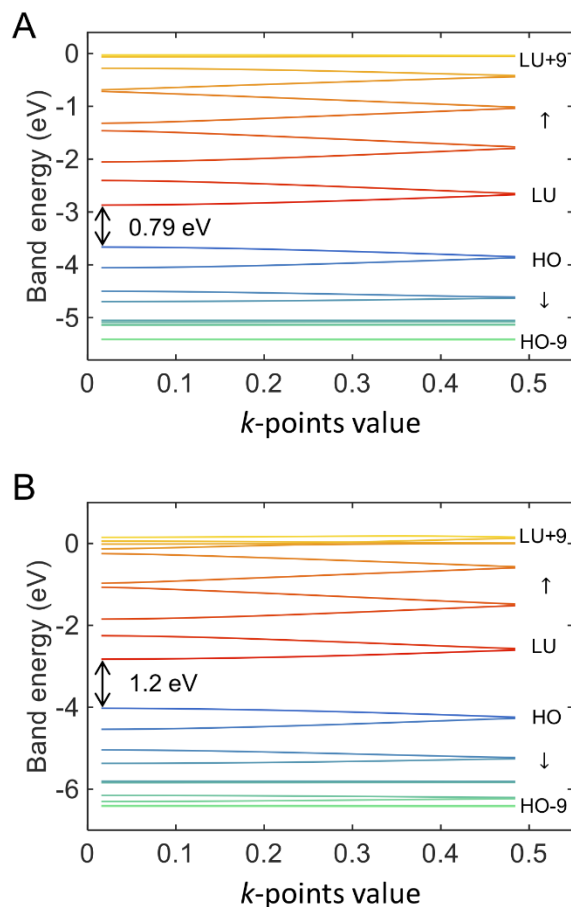 A
Band energy (eV)
0
-1
-2
-3
-4
-5
LU+9
↑
LU
0.79 eV
HO
↓
HO-9
0 0.1 0.2 0.3 0.4 0.5
k-points value
B
Band energy (eV)
0
-2
-4
-6
LU+9
↑
LU
1.2 eV
HO
↓
HO-9
0 0.1 0.2 0.3 0.4 0.5
k-points value